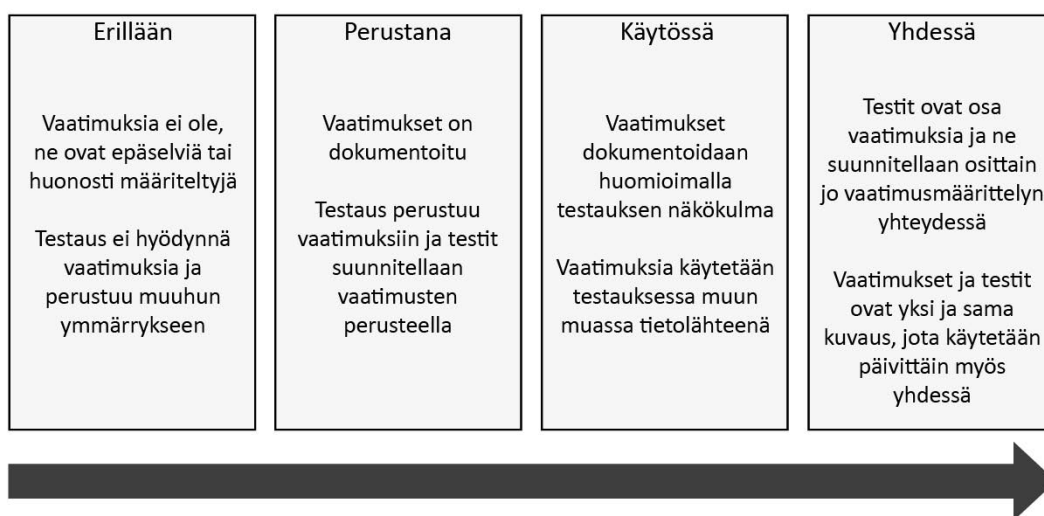 Erillään
Vaatimuksia ei ole,
ne ovat epäselviä tai
huonosti määriteltyjä
Testaus ei hyödynnä
vaatimuksia ja
perustuu muuhun
ymmärrykseen
Perustana
Vaatimukset on
dokumentoitu
Testaus perustuu
vaatimuksiin ja testit
suunnitellaan
vaatimusten
perusteella
Käytössä
Vaatimukset
dokumentoidaan
huomioimalla
testauksen näkökulma
Vaatimuksia käytetään
testauksessa muun
muassa tietolähteenä
Yhdessä
Testit ovat osa
vaatimuksia ja ne
suunnitellaan osittain
jo vaatimusmäärittelyn
yhteydessä
Vaatimukset ja testit
ovat yksi ja sama
kuvaus, jota käytetään
päivittäin myös
yhdessä